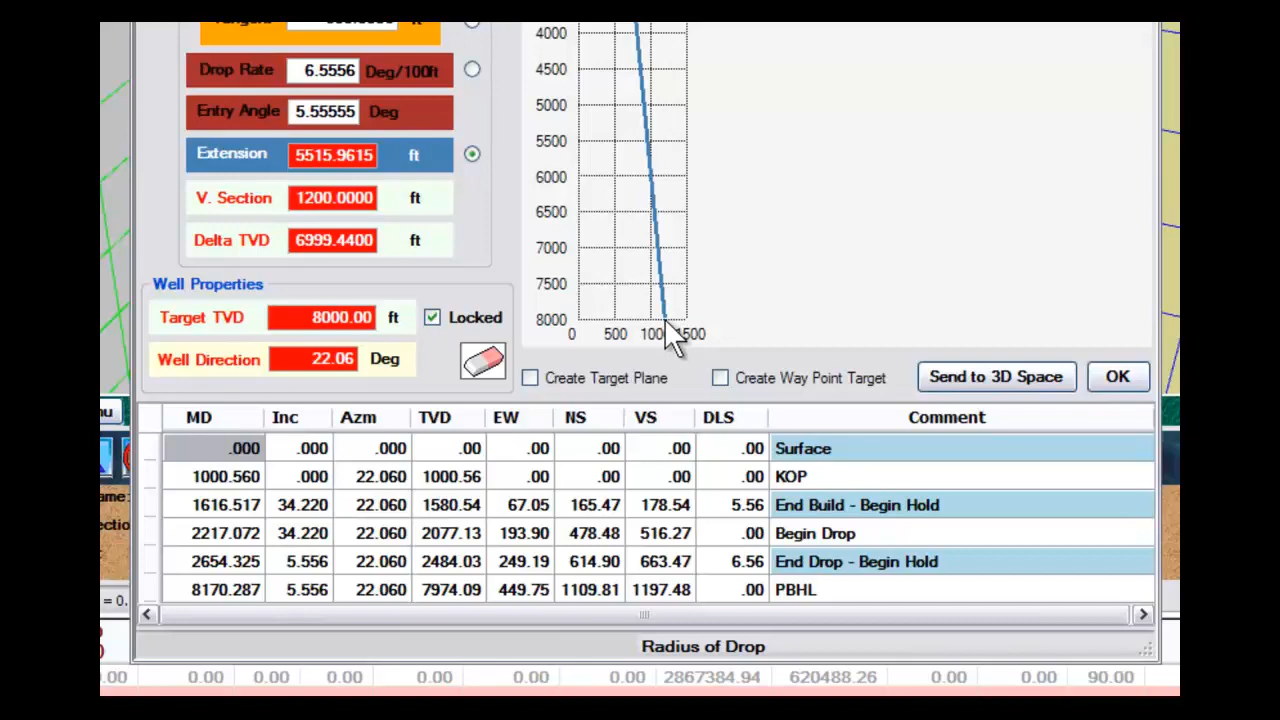 Drop Rate 6.5556 Deg/100ft
Entry Angle 5.55555 Deg
Extension 5515.9615 ft
V. Section 1200.0000 ft
Delta TVD 6999.4400 ft
Well Properties
Target TVD 8000.00 ft Locked
Well Direction 22.06 Deg
4000
4500
5000
5500
6000
6500
7000
7500
8000
0 500
Create Target Plane Create Way Point Target Send to 3D Space OK
MD Inc Azm TVD EW NS VS DLS Comment
.000 .000 .000 .00 .00 .00 .00 .00 Surface
1000.560 .000 22.060 1000.56 .00 .00 .00 .00 KOP
1616.517 34.220 22.060 1580.54 67.05 165.47 178.54 5.56 End Build - Begin Hold
2217.072 34.220 22.060 2077.13 193.90 478.48 516.27 .00 Begin Drop
2654.325 5.556 22.060 2484.03 249.19 614.90 663.47 6.56 End Drop - Begin Hold
8170.287 5.556 22.060 7974.09 449.75 1109.81 1197.48 .00 PBHL
= 0.
Radius of Drop
0.00 0.00 0.00 0.00 0.00 0.00 2867384.94 620488.26 0.00 0.00 90.00